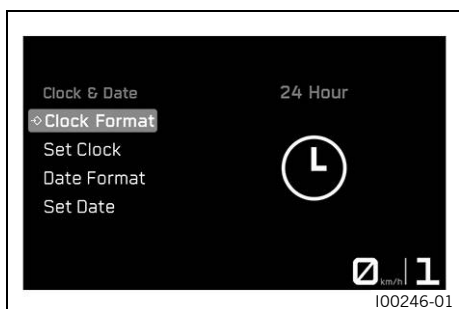 Clock & Date
24 Hour
Clock Format
Set Clock
Date Format
Set Date
0 km/h 1
I00246-01